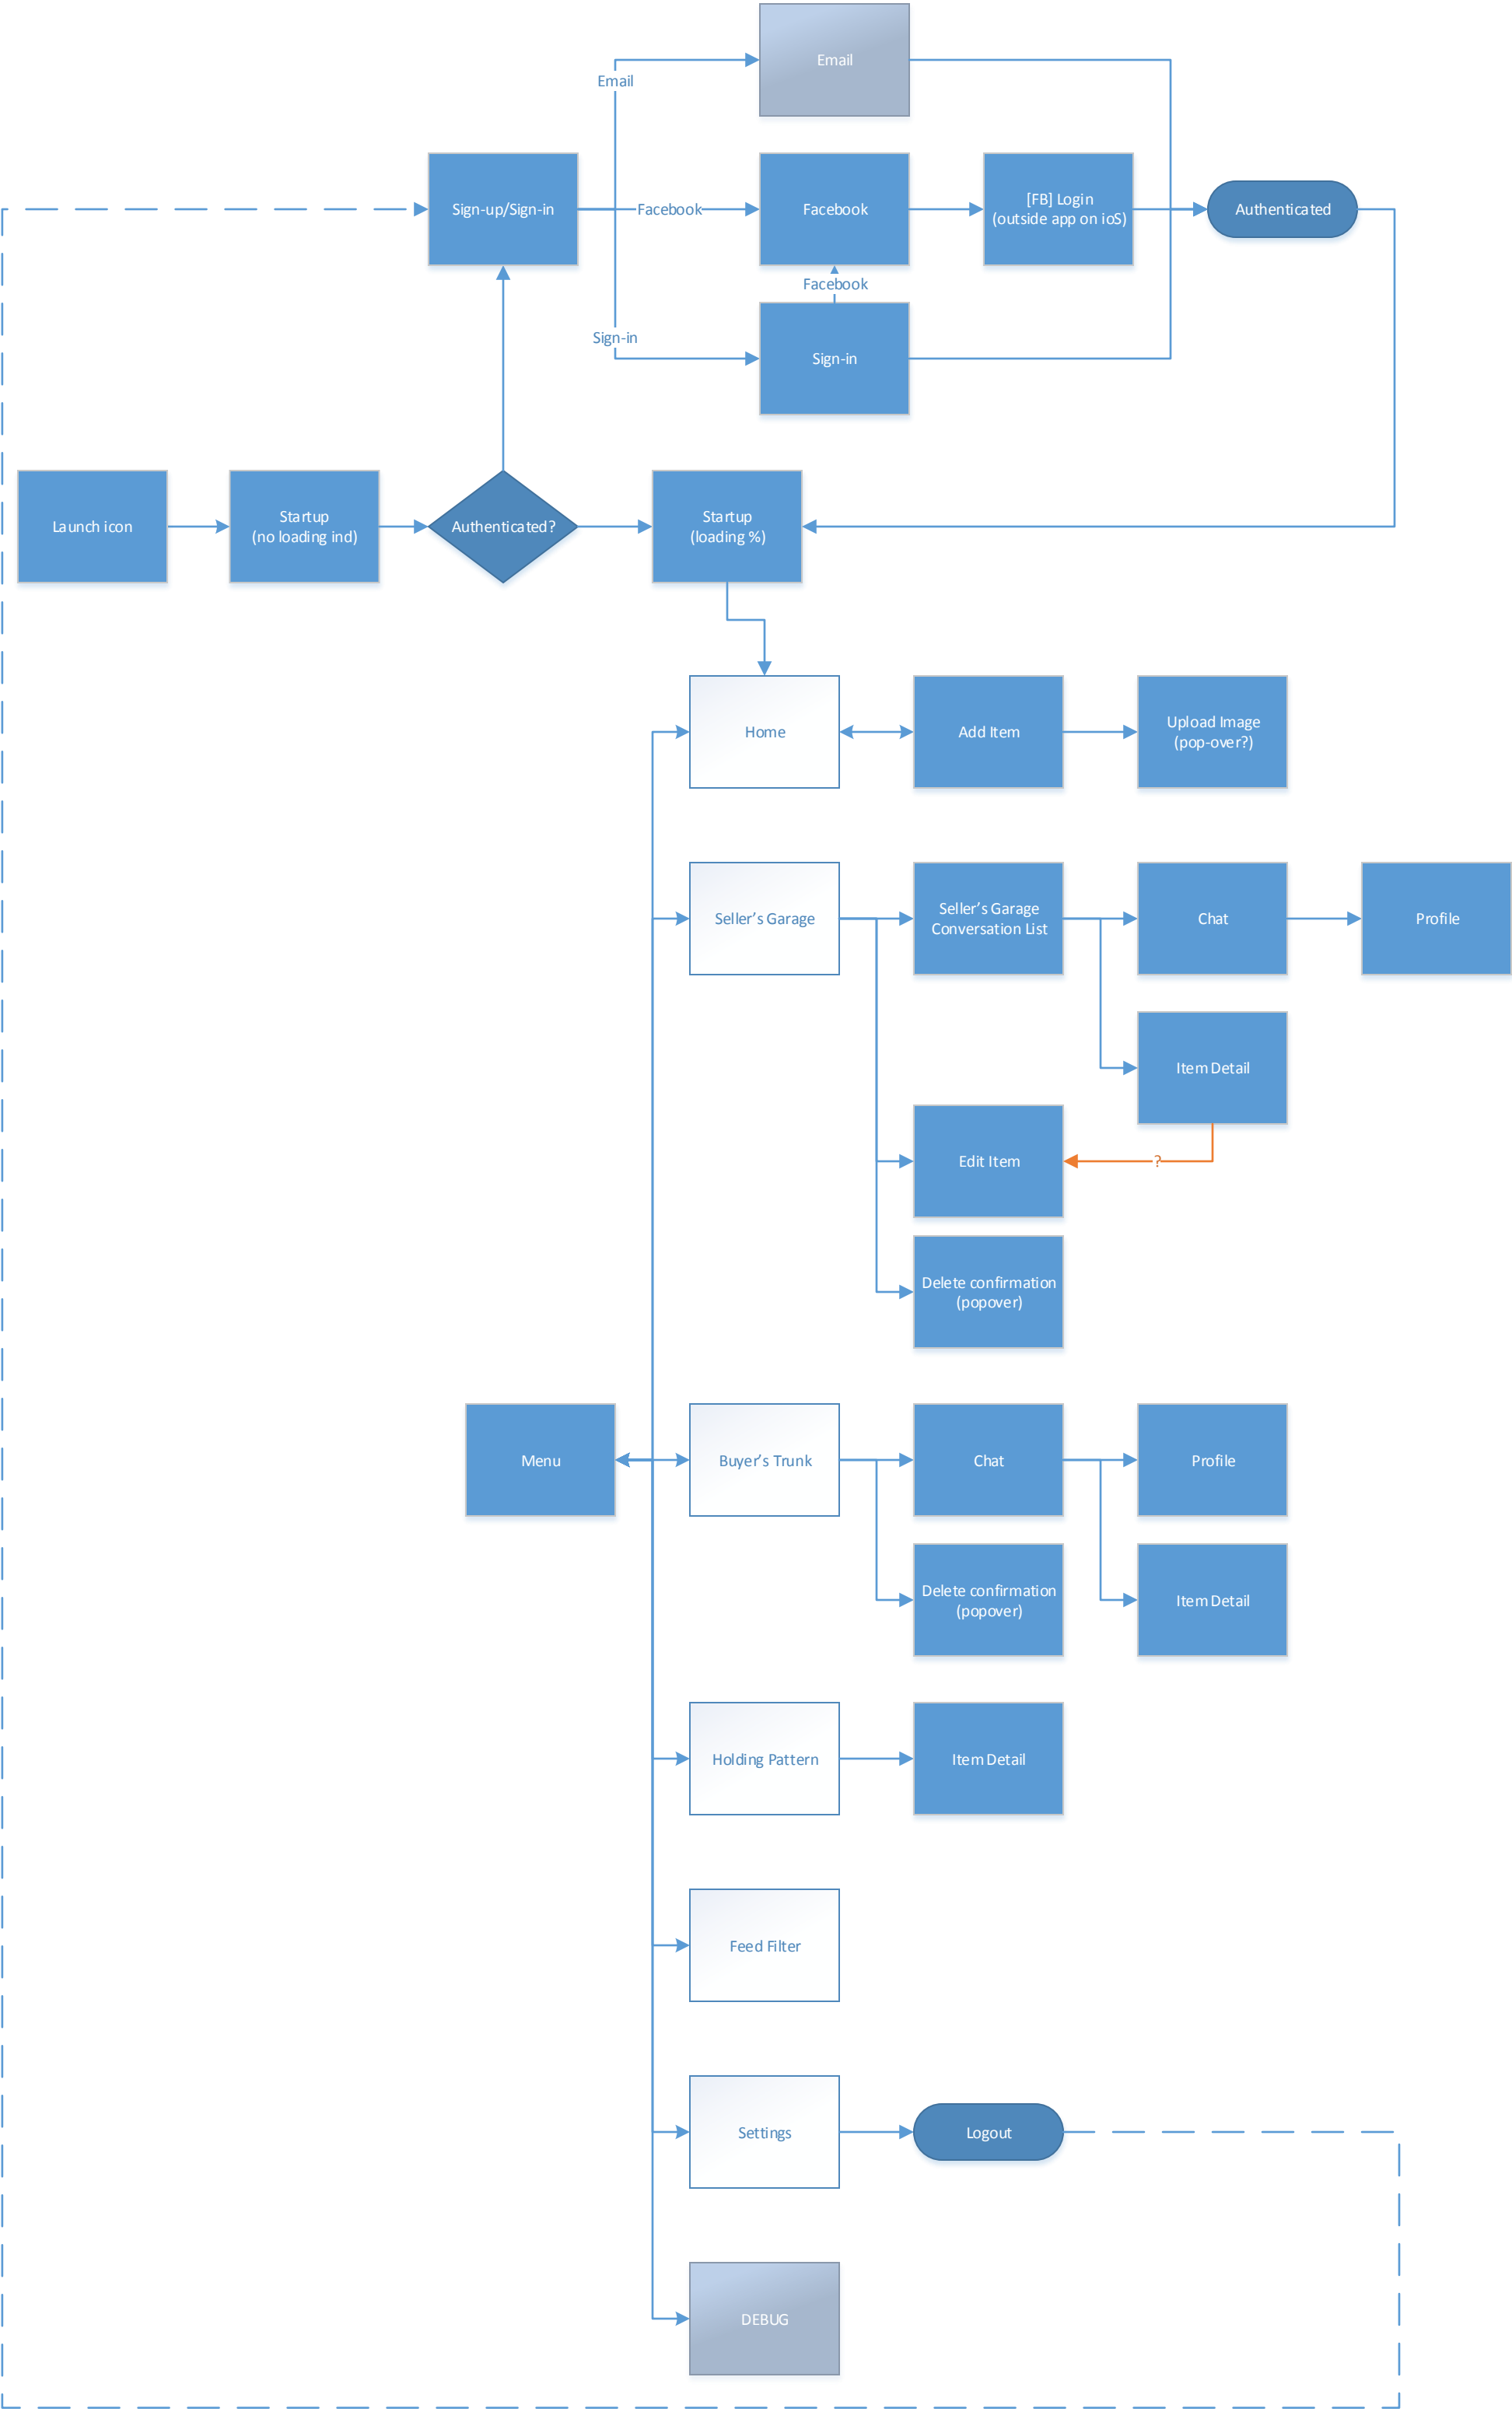 Email
Email
Sign-up/Sign-in
Facebook
Facebook
[FB] Login
(outside app on ioS)
Authenticated
Facebook
Sign-in
Sign-in
Launch icon
Startup
(no loading ind)
Authenticated?
Startup
(loading %)
Home
Add Item
Upload Image
(pop-over?)
Seller's Garage
Seller's Garage
Conversation List
Chat
Profile
Item Detail
Edit Item
?
Delete confirmation
(popover)
Menu
Buyer's Trunk
Chat
Profile
Delete confirmation
(popover)
Item Detail
Holding Pattern
Item Detail
Feed Filter
Settings
Logout
DEBUG